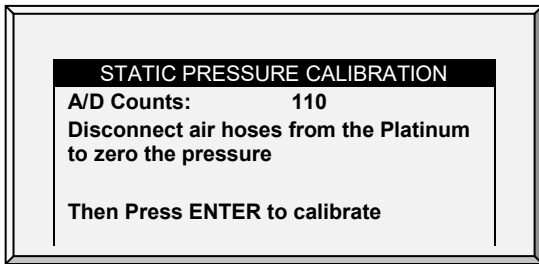 STATIC PRESSURE CALIBRATION
A/D Counts: 110
Disconnect air hoses from the Platinum
to zero the pressure
Then Press ENTER to calibrate